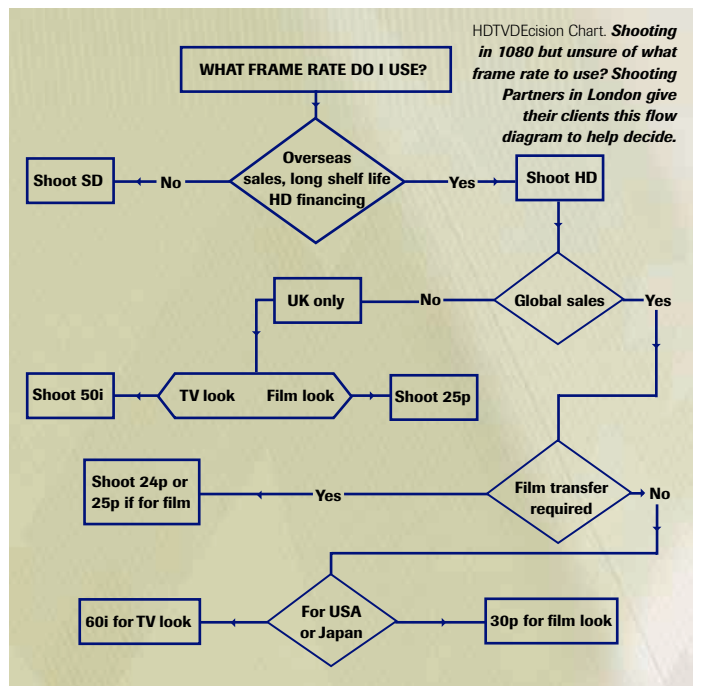 HDTVDEcision Chart. Shooting
in 1080 but unsure of what
frame rate to use? Shooting
Partners in London give
their clients this flow
diagram to help decide.
WHAT FRAME RATE DO I USE?
Overseas
sales, long shelf life
HD financing
No
Shoot SD
Yes
Shoot HD
Global sales
No
UK only
Yes
TV look
Film look
Shoot 50i
Shoot 25p
Film transfer
required
Yes
Shoot 24p or
25p if for film
No
For USA
or Japan
60i for TV look
30p for film look